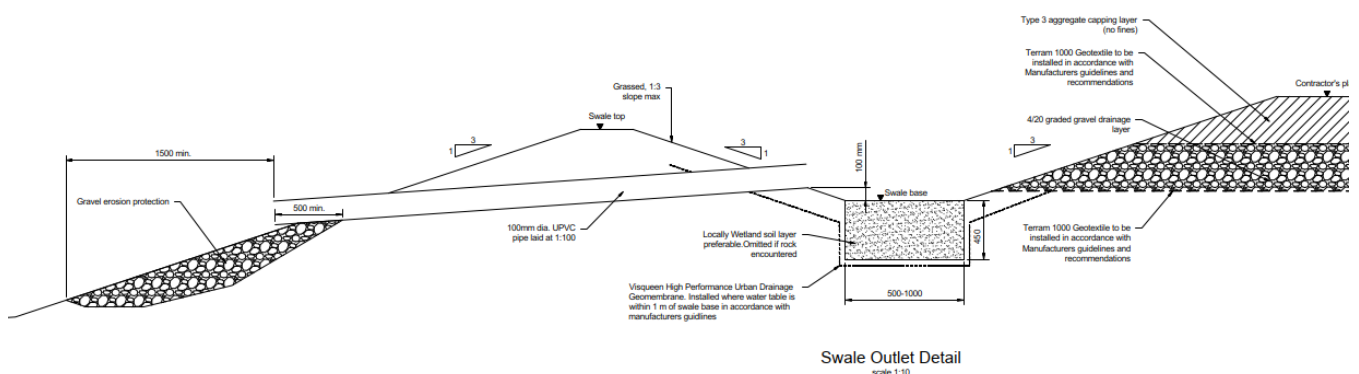 Type 3 aggregate capping layer
(no fines)
Terram 1000 Geotextile to be
installed in accordance with
Manufacturers guidelines and
recommendations
Contractor's pl
Grassed, 1:3
slope max
Swale top
4/20 graded gravel drainage
layer
3
1
3
1
3
1
1500 min.
100 mm
Swale base
500 min.
Gravel erosion protection
100mm dia. UPVC
pipe laid at 1:100
Locally Wetland soil layer
preferable.Omitted if rock
encountered
450
Terram 1000 Geotextile to be
installed in accordance with
Manufacturers guidelines and
recommendations
Visqueen High Performance Urban Drainage
Geomembrane. Installed where water table is
within 1 m of swale base in accordance with
manufacturers guidlines
500-1000
Swale Outlet Detail
scale 1:10